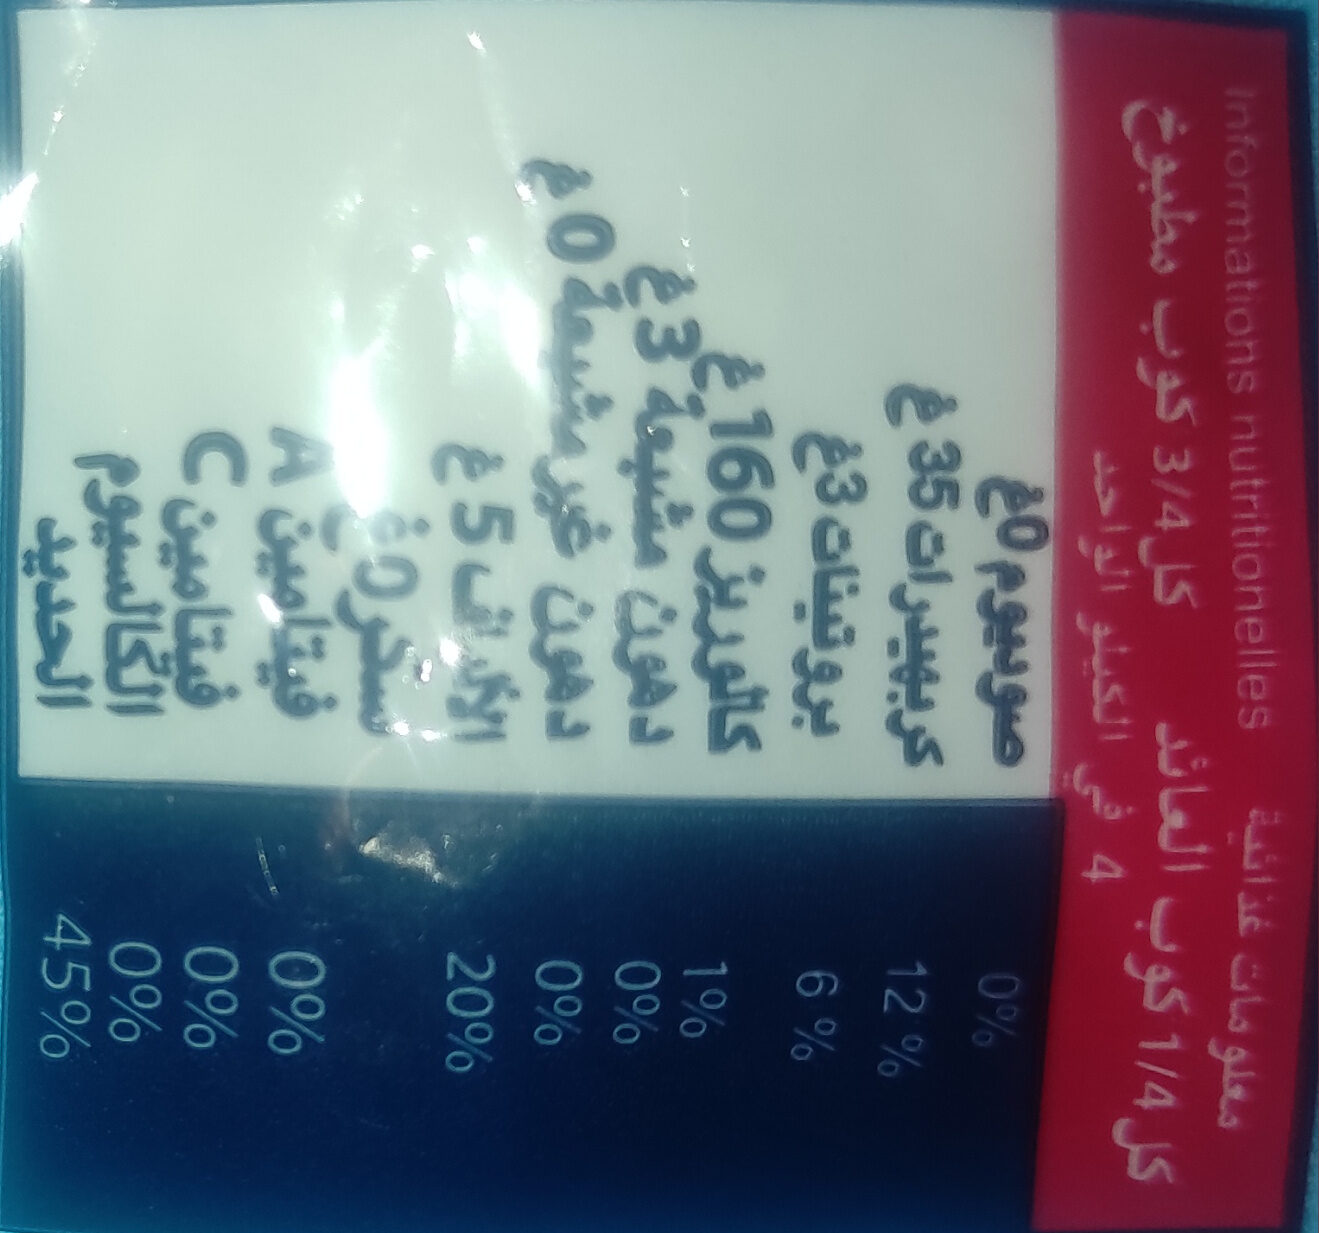 Informations nutritionelles معلومات غذائية
كل 1/4 كوب العائد كل 3/4 كوب مطبوخ
4 في الكيلو الواحد
صوديوم 0غ 0%
كربهيدرات 35 غ 12%
بروتينات 3غ 6%
كالوريز 160 غ 1%
دهون مشبعة 3 غ 0%
دهون غير مشبعة 0 غ 0%
الألياف 5 غ 20%
سكر 0 غ
فيتامين A 0%
فيتامين C 0%
الكالسيوم 0%
الحديد 45%